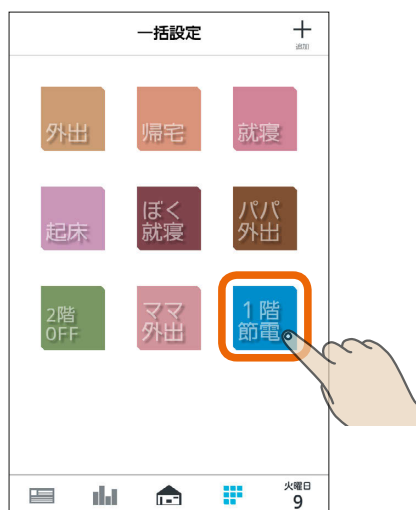 一括設定
追加
外出
帰宅
就寝
起床
ぼく
就寝
パパ
外出
2階
OFF
ママ
外出
1階
節電
火曜日
9